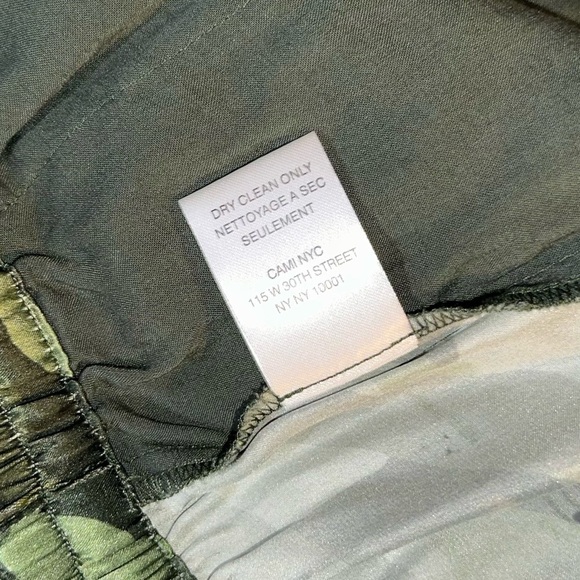 DRY CLEAN ONLY
NETTOYAGE A SEC
SEULEMENT
CAMI NYC
115 W 30TH STREET
NY NY 10001